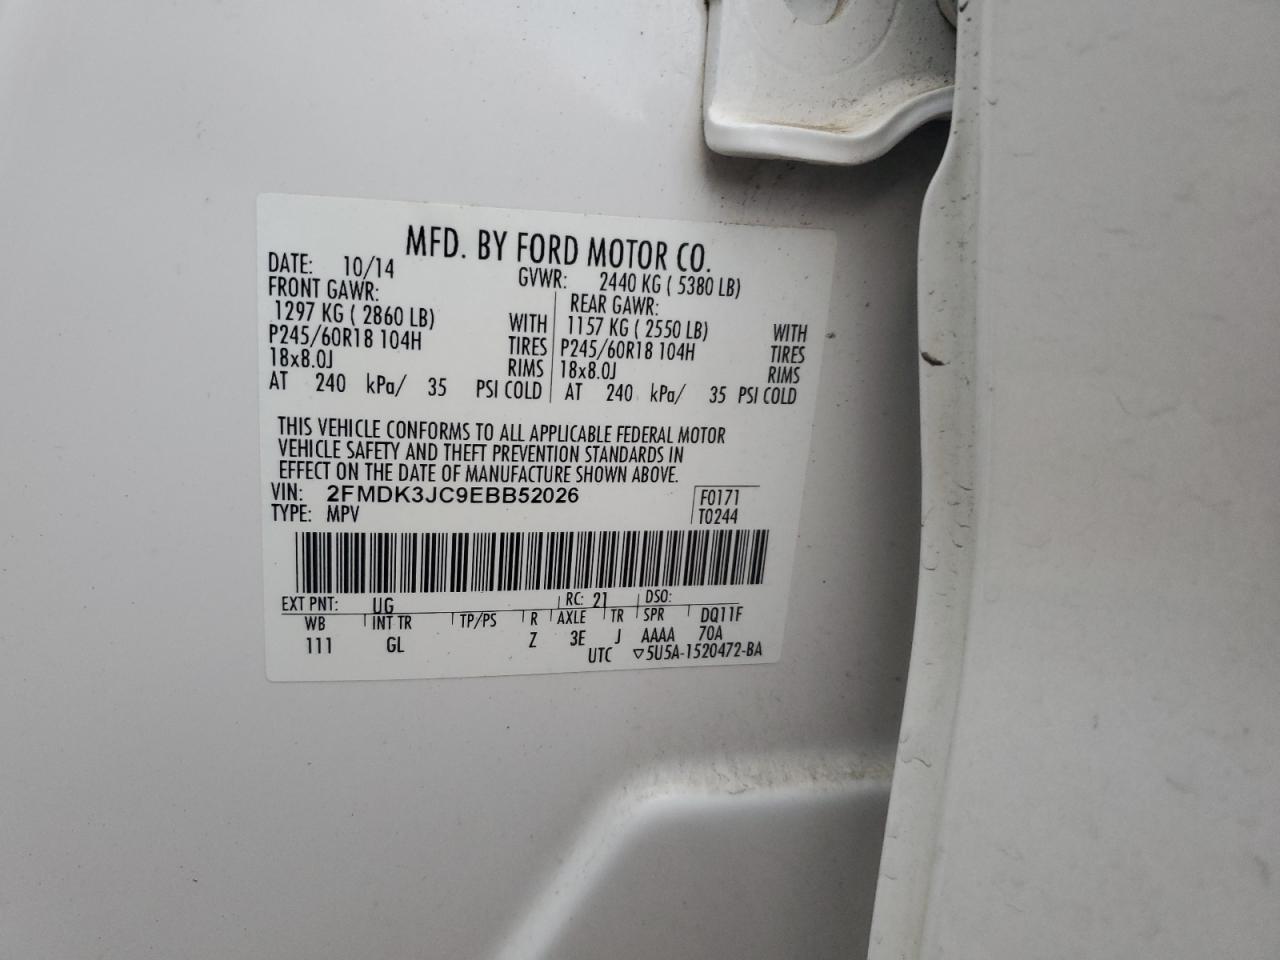 MFD. BY FORD MOTOR CO.
DATE: 10/14 GVWR: 2440 KG ( 5380 LB)
FRONT GAWR: REAR GAWR:
1297 KG ( 2860 LB) WITH 1157 KG ( 2550 LB) WITH
P245/60R18 104H TIRES P245/60R18 104H TIRES
18x8.0J RIMS 18x8.0J RIMS
AT 240 kPa/ 35 PSI COLD AT 240 kPa/ 35 PSI COLD
THIS VEHICLE CONFORMS TO ALL APPLICABLE FEDERAL MOTOR
VEHICLE SAFETY AND THEFT PREVENTION STANDARDS IN
EFFECT ON THE DATE OF MANUFACTURE SHOWN ABOVE.
VIN: 2FMDK3JC9EBB52026 F0171
TYPE: MPV T0244
EXT PNT: UG RC: 21 DSO:
WB INT TR TP/PS R AXLE TR SPR DQ11F
111 GL Z 3E J AAAA 70A
UTC ▽5U5A-1520472-BA